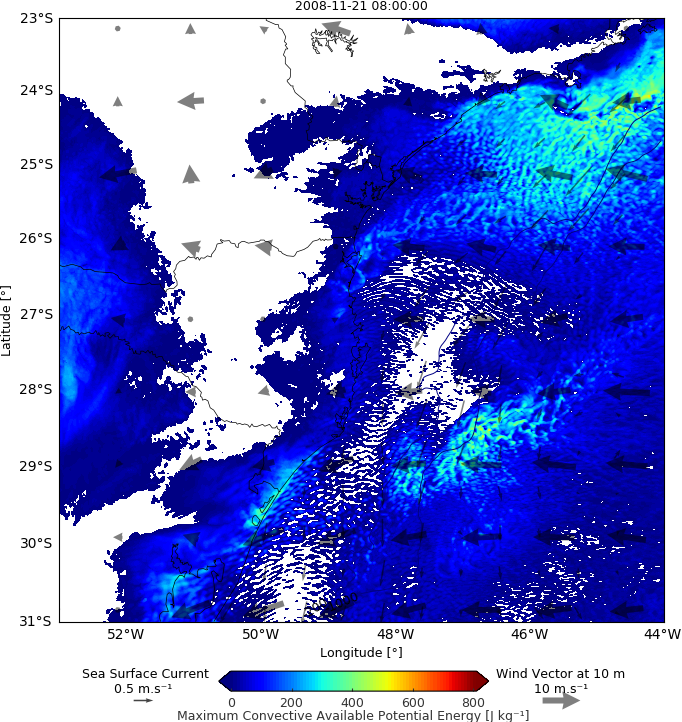 2008-11-21 08:00:00
23°S
24°S
25°S
26°S
27°S
28°S
29°S
30°S
31°S
Latitude [°]
52°W 50°W 48°W 46°W 44°W
Longitude [°]
Sea Surface Current
0.5 m.s⁻¹
Wind Vector at 10 m
10 m.s⁻¹
0 200 400 600 800
Maximum Convective Available Potential Energy [J kg⁻¹]